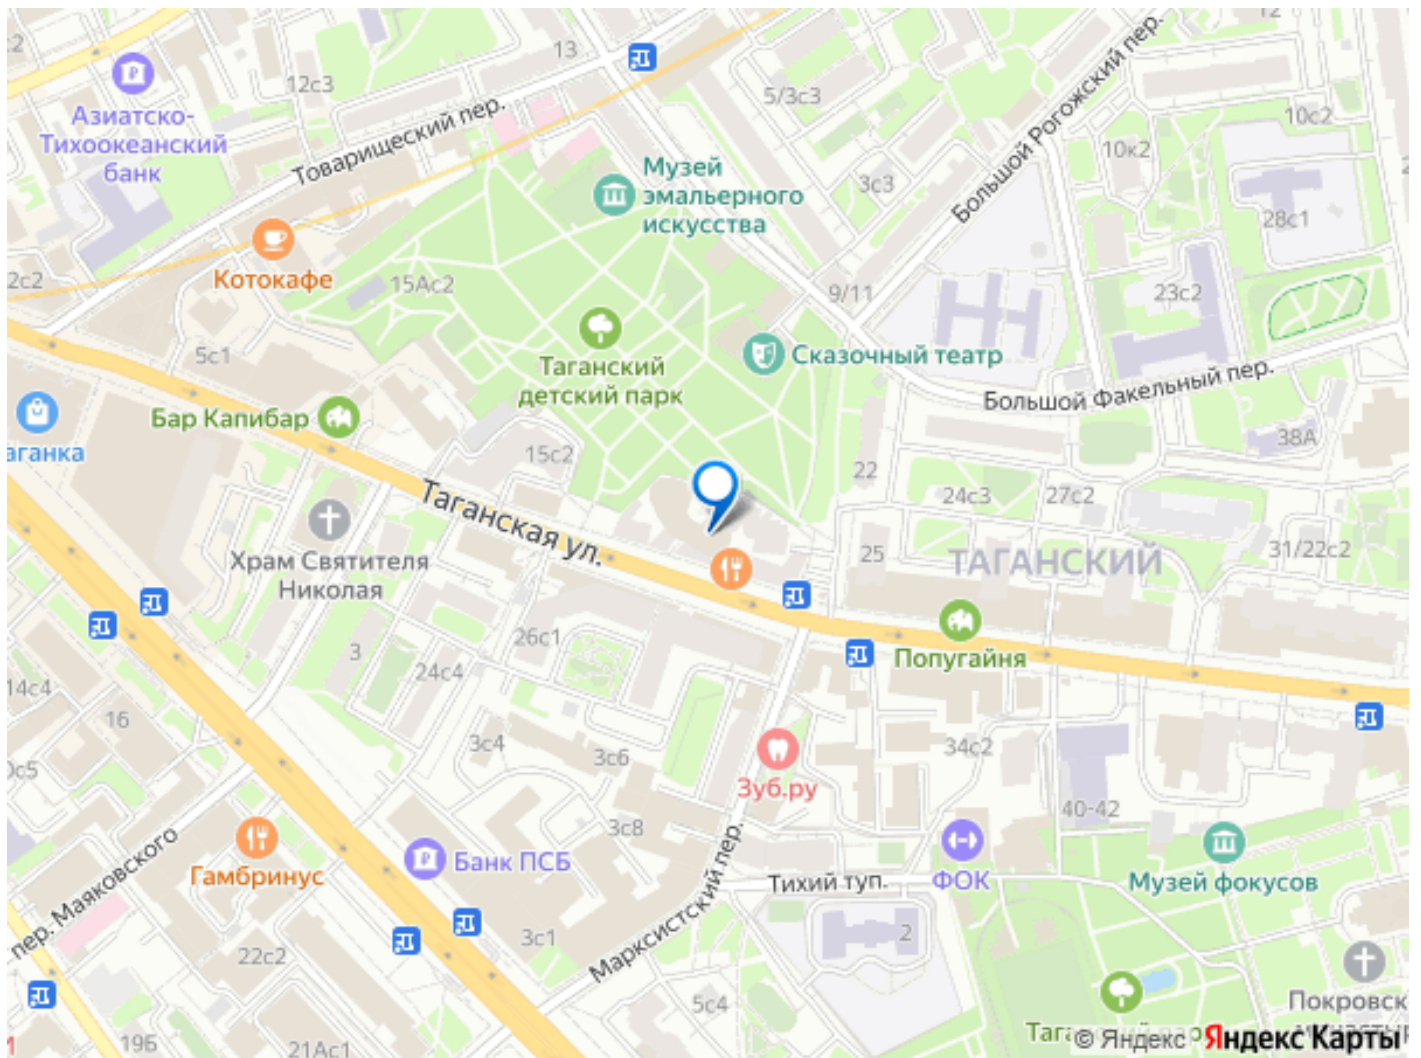 12
2
13
12с3
5/3с3
Азиатско-
Тихоокеанский
банк
Товарищеский пер.
Большой Рогожский пер.
10с2
10к2
Музей
эмальерного
искусства
3с3
28с1
Котокафе
2с2
15Ас2
9/11
23с2
5с1
Таганский
детский парк
Сказочный театр
Большой Факельный пер.
Бар Капибар
аганка
38А
15с2
22
24с3
27с2
Таганская ул.
Храм Святителя
Николая
25
ТАГАНСКИЙ
31/22с2
26с1
3
24с4
Попугайня
14с4
16
3с4
3с6
34с2
0с5
Зуб.ру
40-42
3с8
пер. Маяковского
Гамбринус
Банк ПСБ
Марксистский пер.
Тихий туп.
ФОК
Музей фокусов
3с1
2
22с2
5с4
Покровск
19Б
21Ас1
© Яндекс
Яндекс Карты